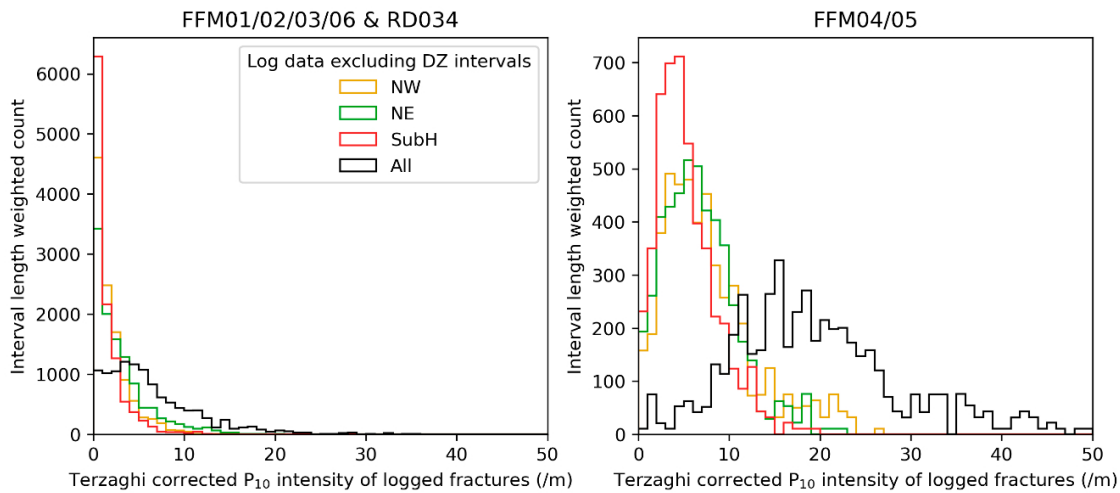 FFM01/02/03/06 & RD034
Interval length weighted count
6000
5000
4000
3000
2000
1000
0
Log data excluding DZ intervals
NW
NE
SubH
All
0 10 20 30 40 50
Terzaghi corrected P10 intensity of logged fractures (/m)
FFM04/05
Interval length weighted count
700
600
500
400
300
200
100
0
0 10 20 30 40 50
Terzaghi corrected P10 intensity of logged fractures (/m)